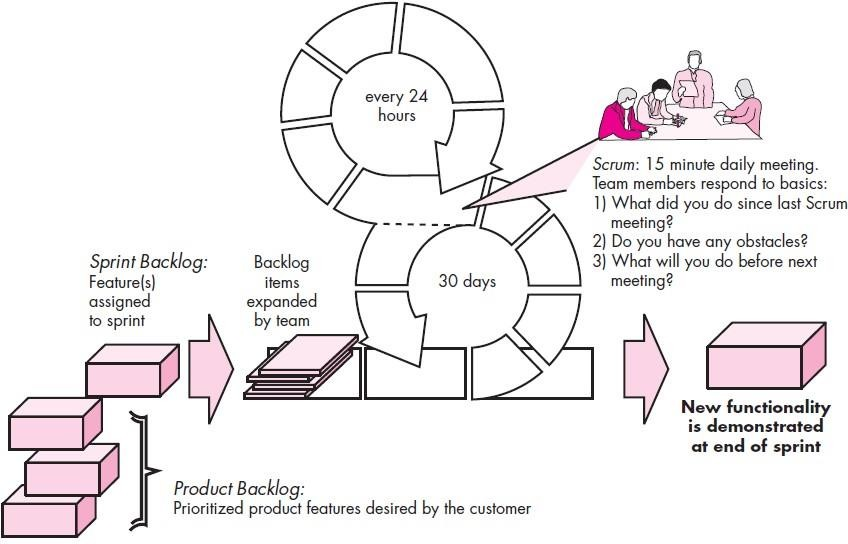 every 24
hours
Scrum: 15 minute daily meeting.
Team members respond to basics:
1) What did you do since last Scrum
meeting?
2) Do you have any obstacles?
3) What will you do before next
meeting?
Sprint Backlog:
Feature(s)
assigned
to sprint
Backlog
items
expanded
by team
30 days
New functionality
is demonstrated
at end of sprint
Product Backlog:
Prioritized product features desired by the customer